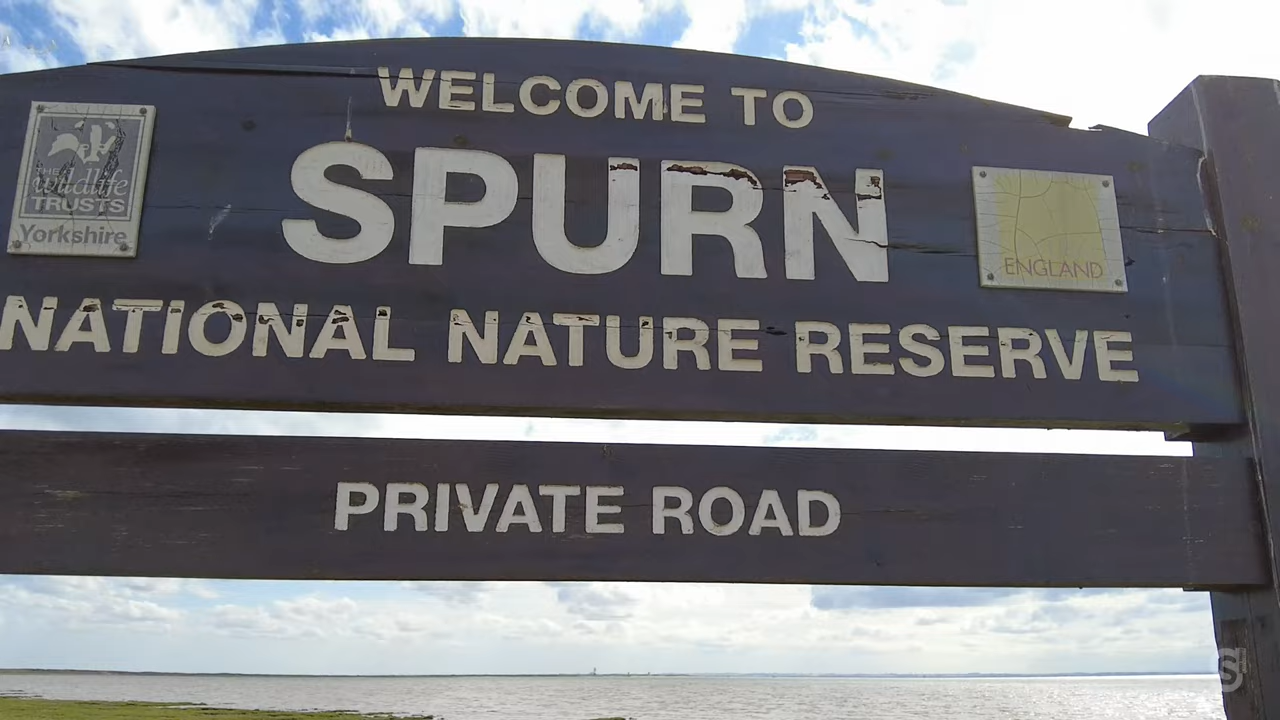 WELCOME TO
SPURN
NATIONAL NATURE RESERVE
PRIVATE ROAD
THE
wildlife
TRUSTS
Yorkshire
ENGLAND